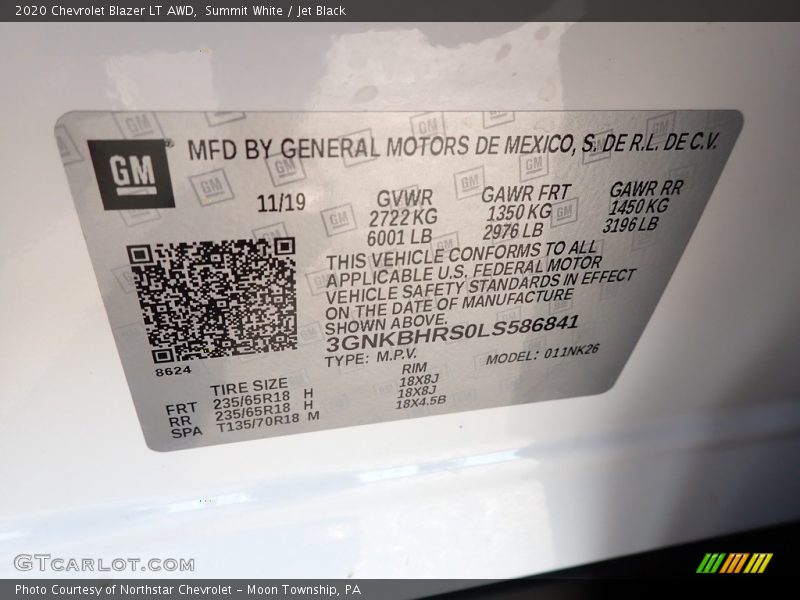 2020 Chevrolet Blazer LT AWD, Summit White / Jet Black
GM® MFD BY GENERAL MOTORS DE MEXICO, S. DE R.L. DE C.V.
11/19 GVWR GAWR FRT GAWR RR
2722 KG 1350 KG 1450 KG
6001 LB 2976 LB 3196 LB
THIS VEHICLE CONFORMS TO ALL
APPLICABLE U.S. FEDERAL MOTOR
VEHICLE SAFETY STANDARDS IN EFFECT
ON THE DATE OF MANUFACTURE
SHOWN ABOVE.
3GNKBHRS0LS586841
TYPE: M.P.V. MODEL: 011NK26
8624
TIRE SIZE RIM
FRT 235/65R18 H 18X8J
RR 235/65R18 H 18X8J
SPA T135/70R18 M 18X4.5B
GTCARLOT.COM
Photo Courtesy of Northstar Chevrolet - Moon Township, PA